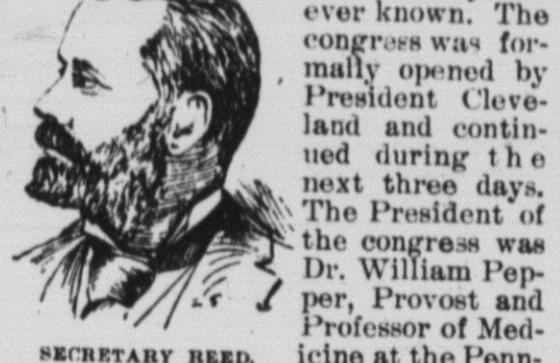 ever known. The
congress was for-
mally opened by
President Cleve-
land and contin-
ued during the
next three days.
The President of
the congress was
Dr. William Pep-
per, Provost and
Professor of Med-
icine at the Penn-
SECRETARY REED.